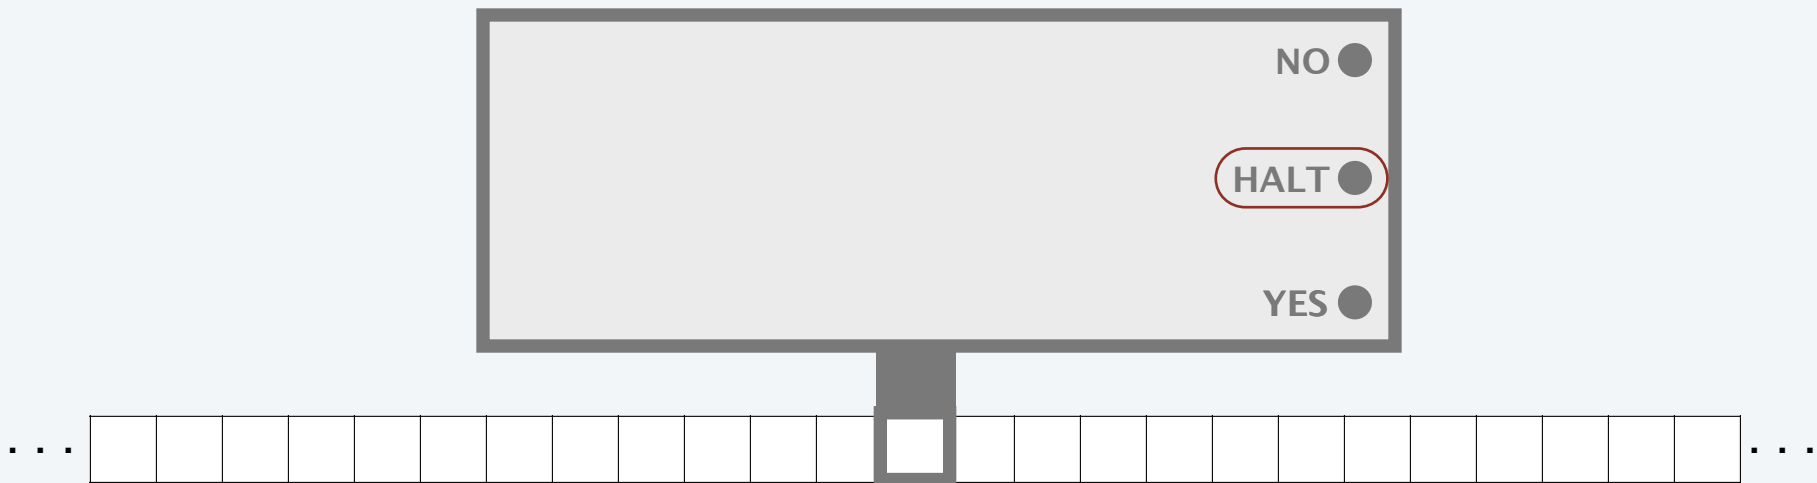 NO
HALT
YES
. . .
. . .